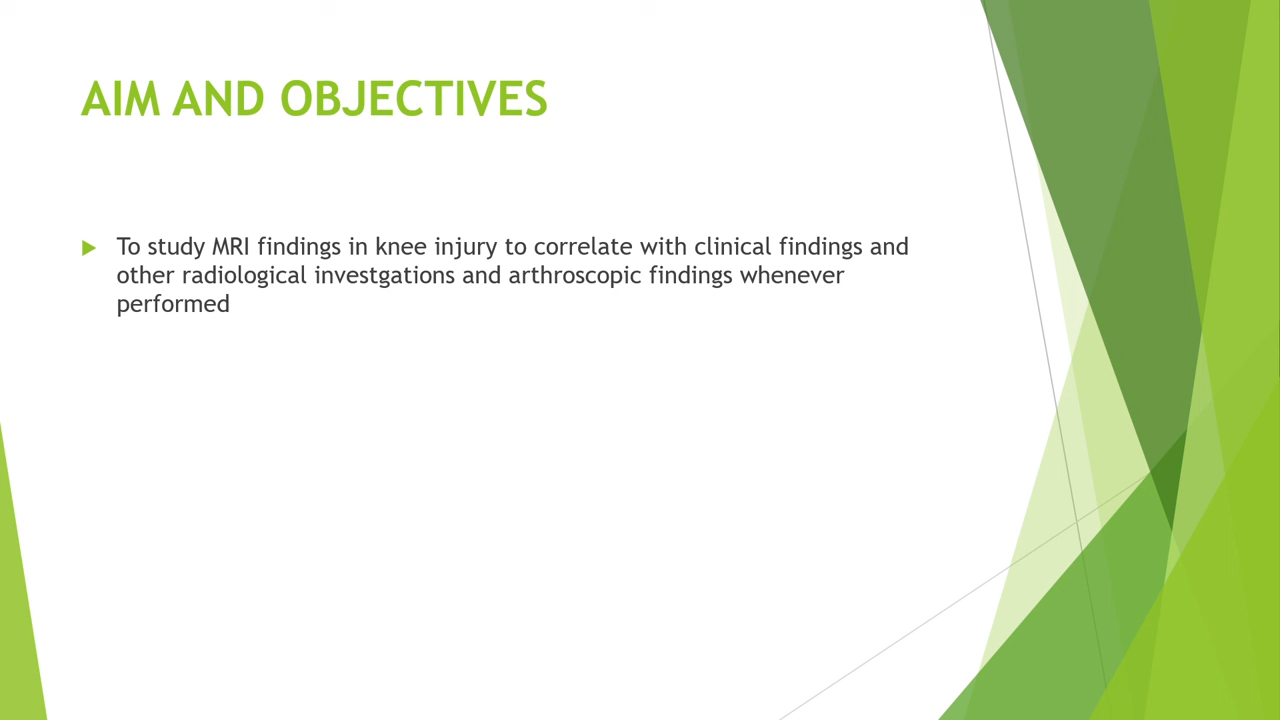 AIM AND OBJECTIVES
To study MRI findings in knee injury to correlate with clinical findings and
other radiological investgations and arthroscopic findings whenever
performed